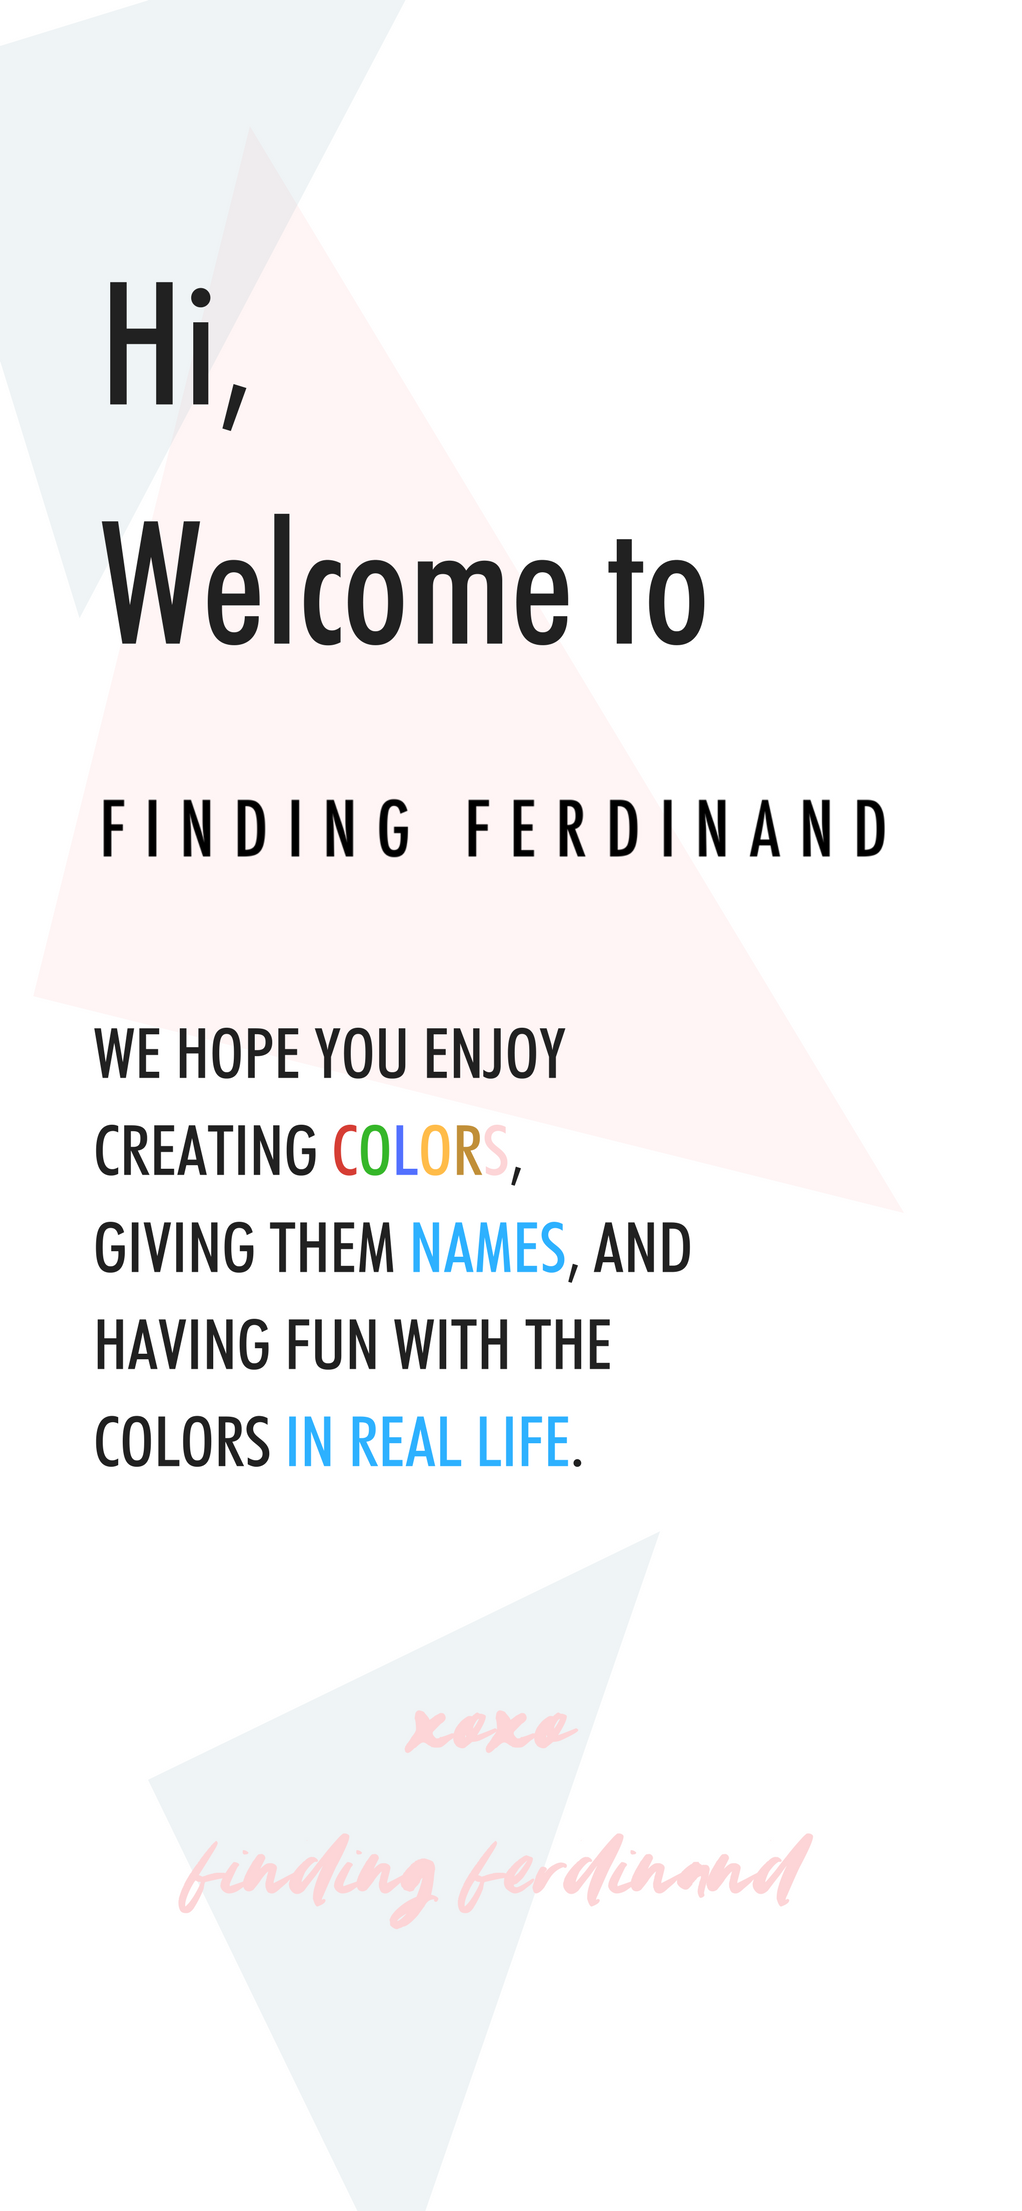 Hi,
Welcome to
FINDING FERDINAND
WE HOPE YOU ENJOY
CREATING COLORS,
GIVING THEM NAMES, AND
HAVING FUN WITH THE
COLORS IN REAL LIFE.
xoxo
finding ferdinand